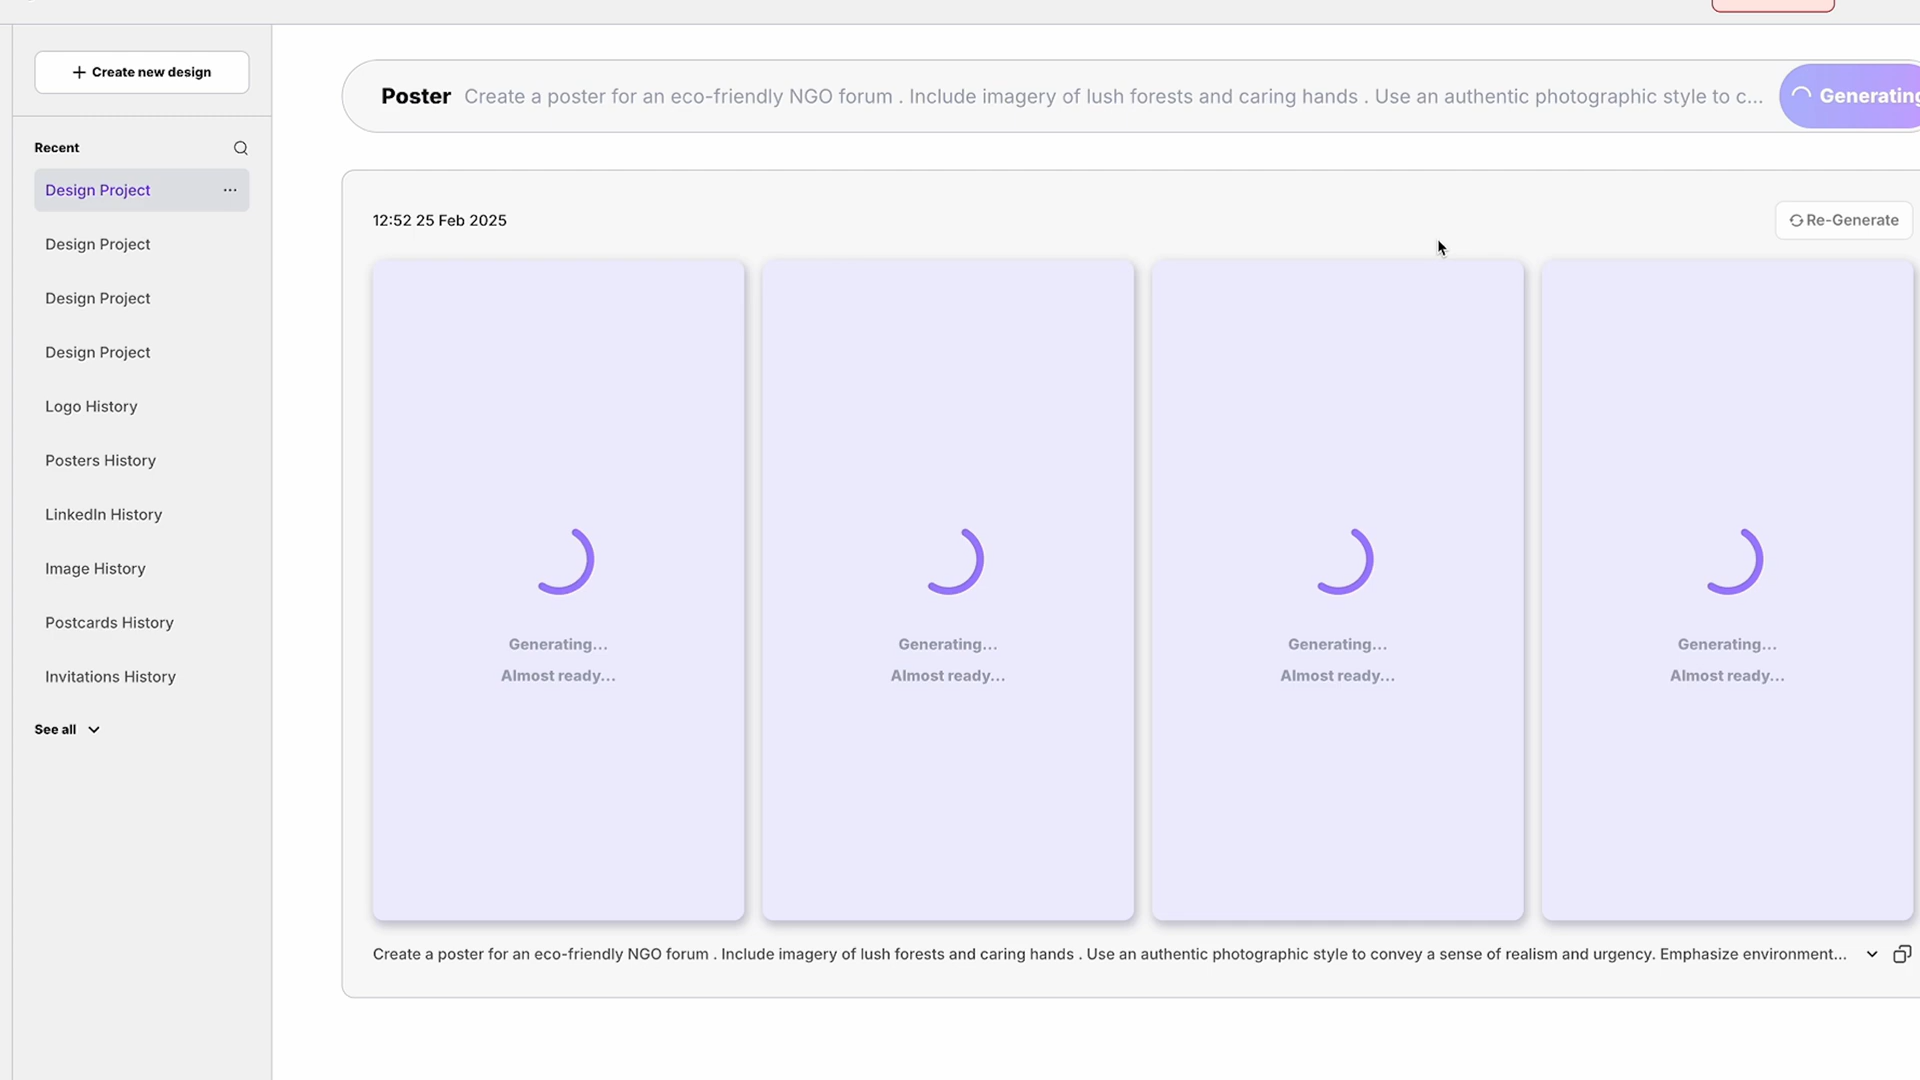 Create new design
Recent
Design Project
Design Project
Design Project
Design Project
Logo History
Posters History
LinkedIn History
Image History
Postcards History
Invitations History
See all
Poster Create a poster for an eco-friendly NGO forum . Include imagery of lush forests and caring hands . Use an authentic photographic style to c...
Generating
12:52 25 Feb 2025
Re-Generate
Generating...
Almost ready...
Generating...
Almost ready...
Generating...
Almost ready...
Generating...
Almost ready...
Create a poster for an eco-friendly NGO forum . Include imagery of lush forests and caring hands . Use an authentic photographic style to convey a sense of realism and urgency. Emphasize environment...